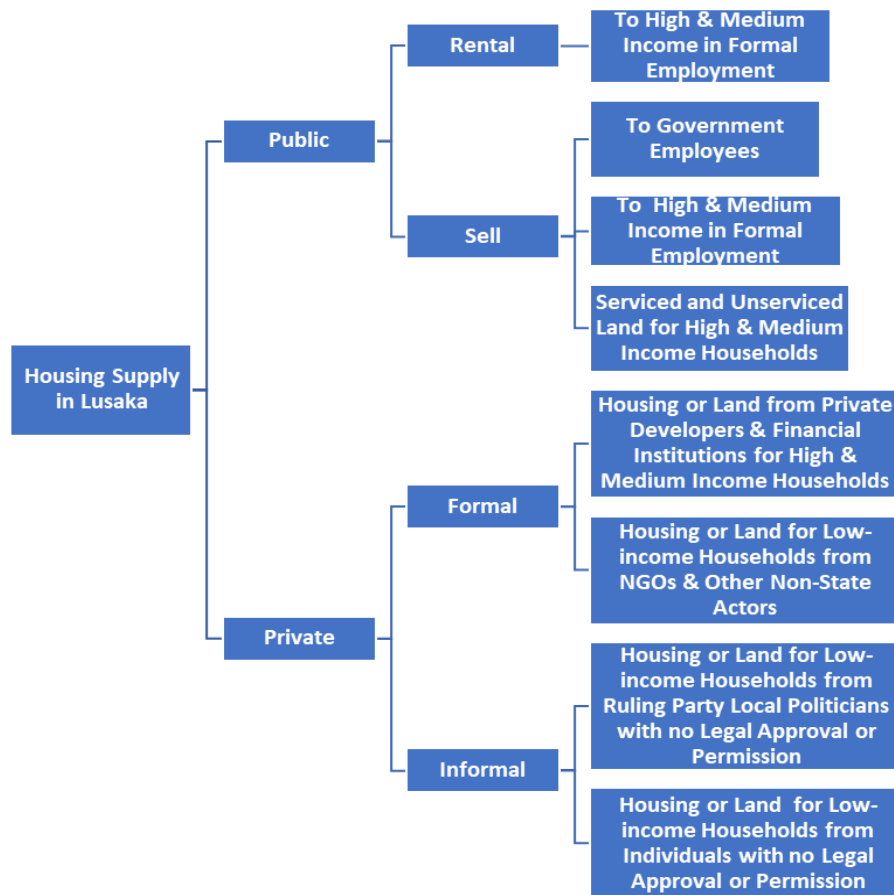 Housing Supply
in Lusaka
Public
Rental
To High & Medium
Income in Formal
Employment
Sell
To Government
Employees
To High & Medium
Income in Formal
Employment
Serviced and Unserviced
Land for High & Medium
Income Households
Private
Formal
Housing or Land from Private
Developers & Financial
Institutions for High &
Medium Income Households
Housing or Land for Low-
income Households from
NGOs & Other Non-State
Actors
Informal
Housing or Land for Low-
income Households from
Ruling Party Local Politicians
with no Legal Approval or
Permission
Housing or Land for Low-
income Households from
Individuals with no Legal
Approval or Permission